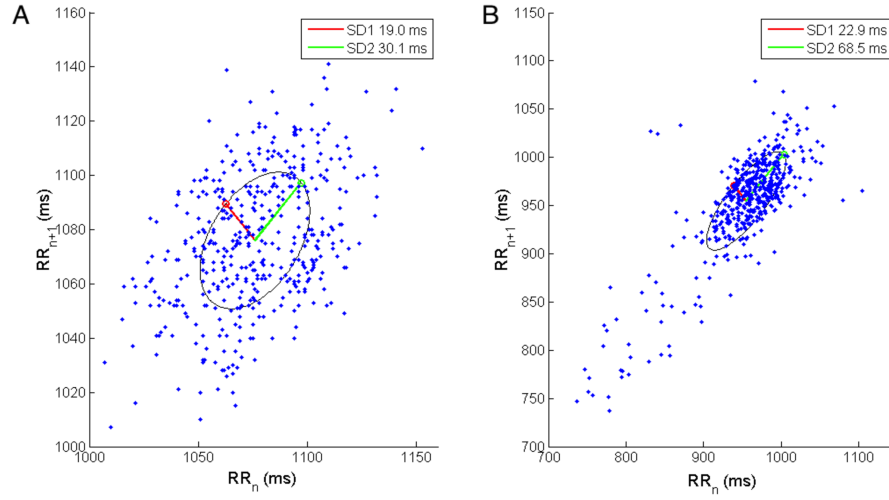 A
1160
1140
1120
1100
1080
1060
1040
1020
1000
RRn+1 (ms)
SD1 19.0 ms
SD2 30.1 ms
1000
1050
1100
1150
RRn (ms)
B
1150
1100
1050
1000
950
900
850
800
750
700
RRn+1 (ms)
SD1 22.9 ms
SD2 68.5 ms
700
800
900
1000
1100
RRn (ms)